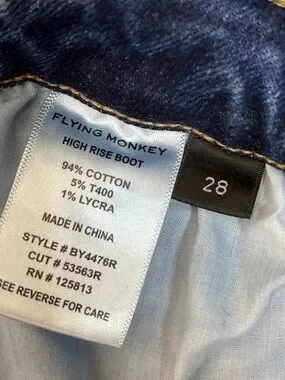 FLYING MONKEY
HIGH RISE BOOT
94% COTTON
5% T400
1% LYCRA
MADE IN CHINA
STYLE # BY4476R
CUT # 53563R
RN # 125813
SEE REVERSE FOR CARE
28